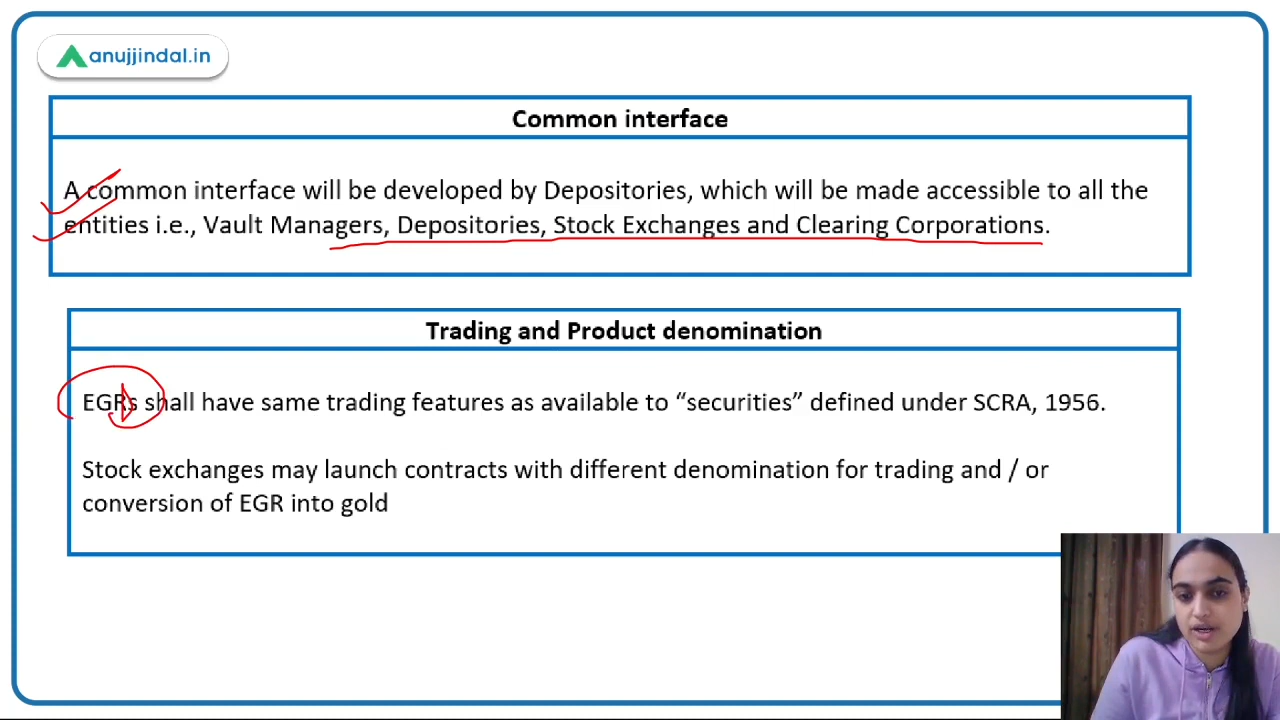 anujjindal.in
Common interface
A common interface will be developed by Depositories, which will be made accessible to all the
entities i.e., Vault Managers, Depositories, Stock Exchanges and Clearing Corporations.
Trading and Product denomination
EGRs shall have same trading features as available to “securities” defined under SCRA, 1956.
Stock exchanges may launch contracts with different denomination for trading and / or
conversion of EGR into gold